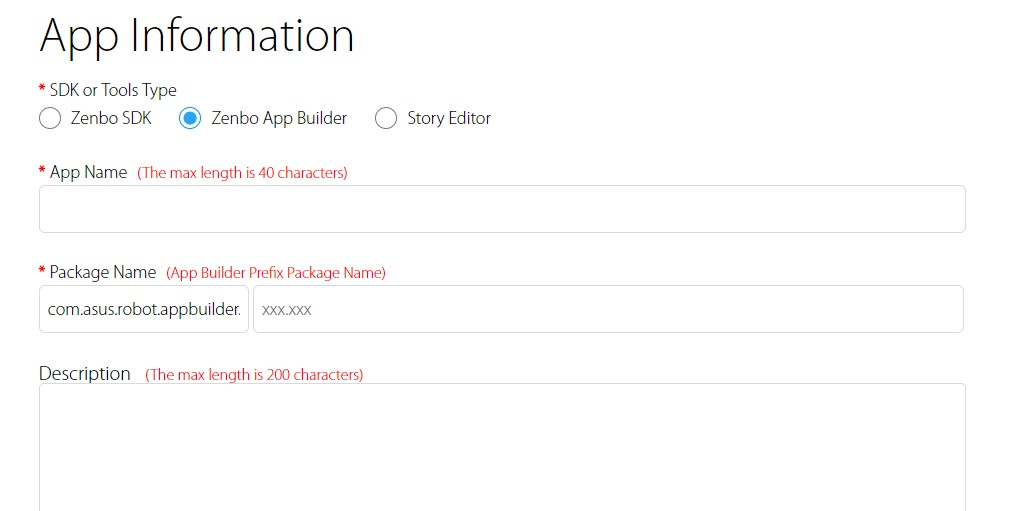 App Information
* SDK or Tools Type
Zenbo SDK Zenbo App Builder Story Editor
* App Name (The max length is 40 characters)
* Package Name (App Builder Prefix Package Name)
com.asus.robot.appbuilder. xxx.xxx
Description (The max length is 200 characters)